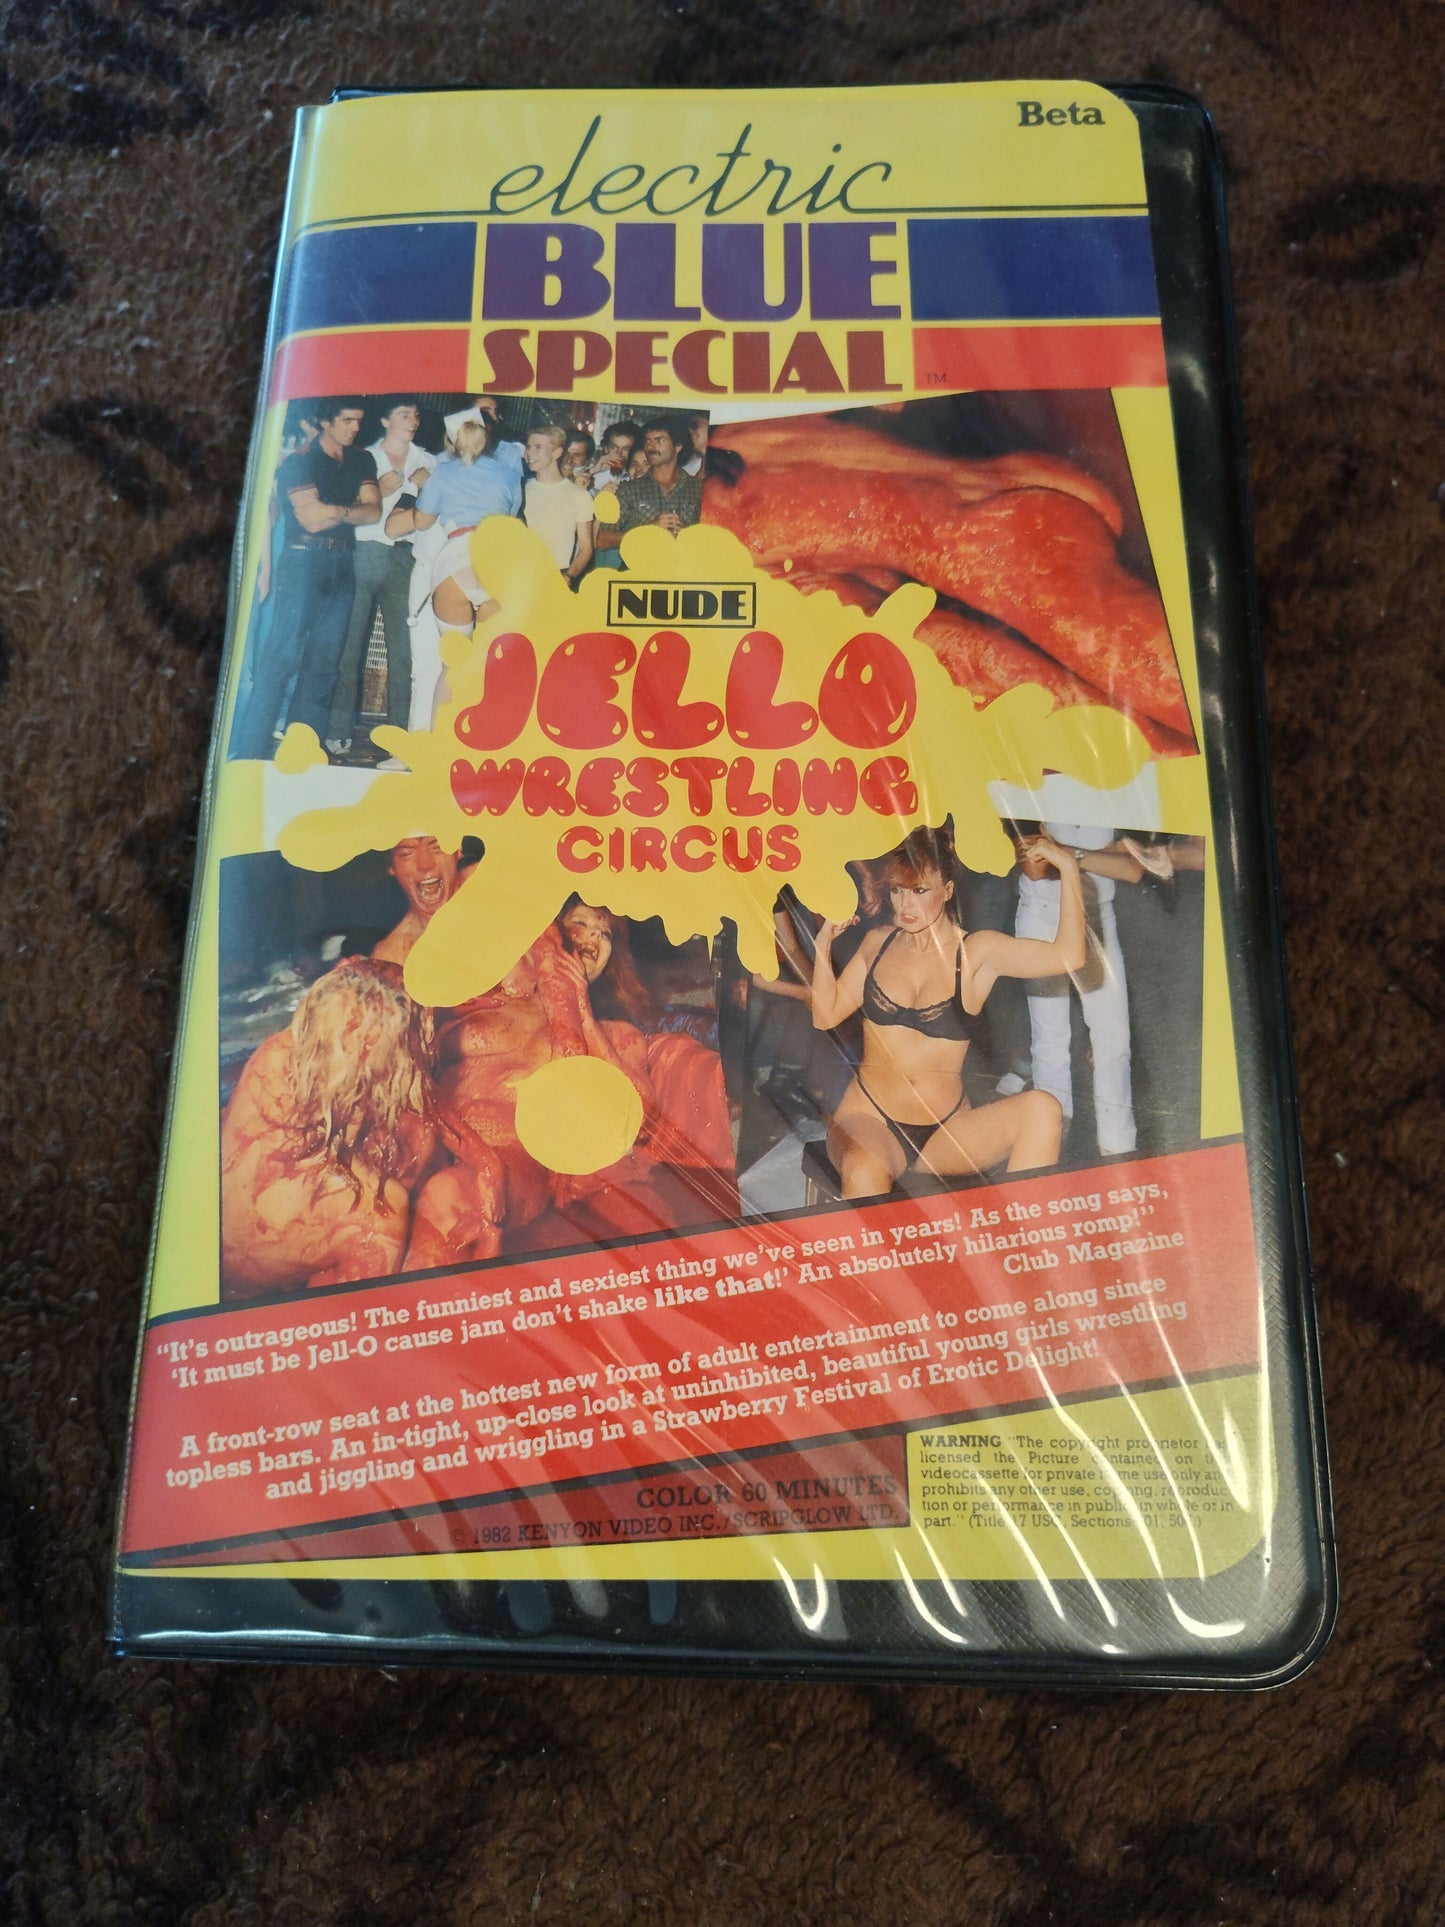 Beta
electric
BLUE
SPECIAL TM
NUDE
JELLO
WRESTLING
CIRCUS
"It's outrageous! The funniest and sexiest thing we've seen in years! As the song says,
'It must be Jell-O cause jam don't shake like that!' An absolutely hilarious romp!"
Club Magazine
A front-row seat at the hottest new form of adult entertainment to come along since
topless bars. An in-tight, up-close look at uninhibited, beautiful young girls wrestling
and jiggling and wriggling in a Strawberry Festival of Erotic Delight!
COLOR 60 MINUTES
© 1982 KENYON VIDEO INC./SCRIPGLOW LTD.
WARNING "The copyright proprietor has
licensed the Picture contained on this
videocassette for private home use only and
prohibits any other use, copying, reproduc-
tion or performance in public in whole or in
part." (Title 17 USC, Sections 501, 506)